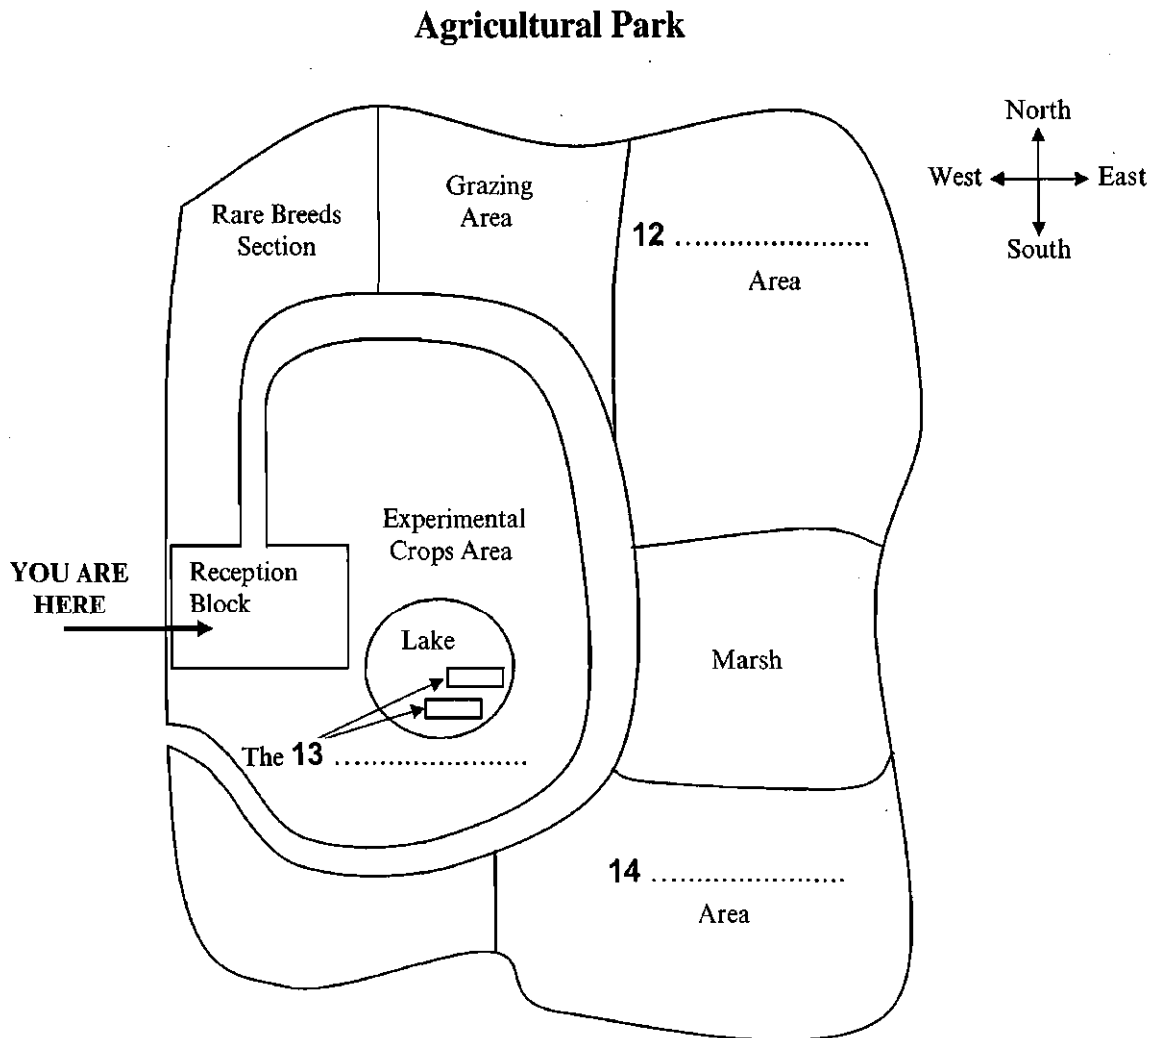 Agricultural Park
North
West
East
South
Rare Breeds
Section
Grazing
Area
12 ........................
Area
Experimental
Crops Area
YOU ARE
HERE
Reception
Block
Lake
Marsh
The 13 ........................
14 ........................
Area